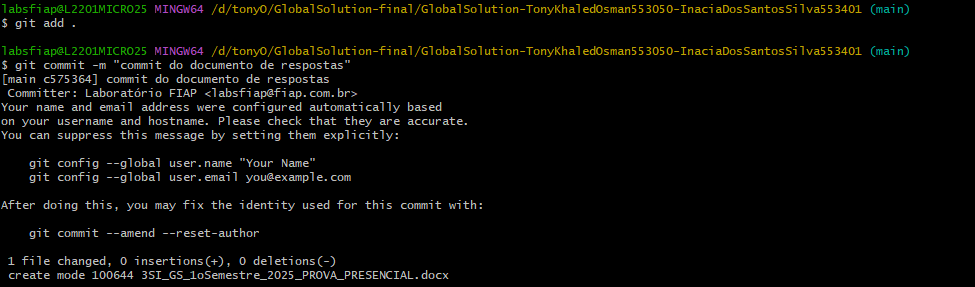 labsfiap@L2201MICRO25 MINGW64 /d/tonyO/GlobalSolution-final/GlobalSolution-TonyKhaledOsman553050-InaciaDosSantosSilva553401 (main)
$ git add .
labsfiap@L2201MICRO25 MINGW64 /d/tonyO/GlobalSolution-final/GlobalSolution-TonyKhaledOsman553050-InaciaDosSantosSilva553401 (main)
$ git commit -m "commit do documento de respostas"
[main c575364] commit do documento de respostas
Committer: Laboratório FIAP <labsfiap@fiap.com.br>
Your name and email address were configured automatically based
on your username and hostname. Please check that they are accurate.
You can suppress this message by setting them explicitly:
git config --global user.name "Your Name"
git config --global user.email you@example.com
After doing this, you may fix the identity used for this commit with:
git commit --amend --reset-author
1 file changed, 0 insertions(+), 0 deletions(-)
create mode 100644 3SI_GS_1oSemestre_2025_PROVA_PRESENCIAL.docx